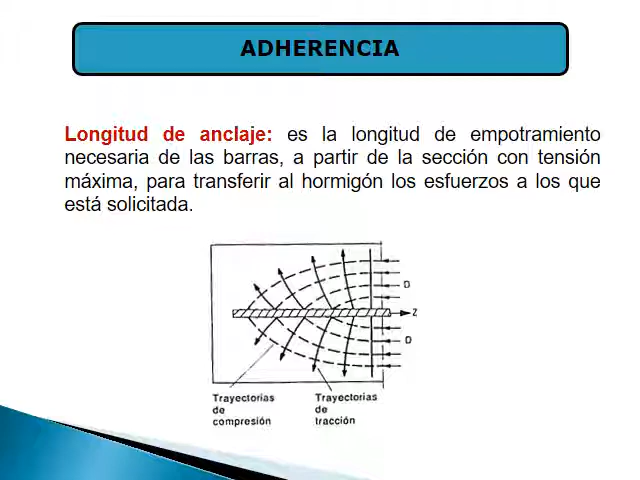 ADHERENCIA
Longitud de anclaje: es la longitud de empotramiento
necesaria de las barras, a partir de la sección con tensión
máxima, para transferir al hormigón los esfuerzos a los que
está solicitada.
D
Z
D
Trayectorias de compresión
Trayectorias de tracción